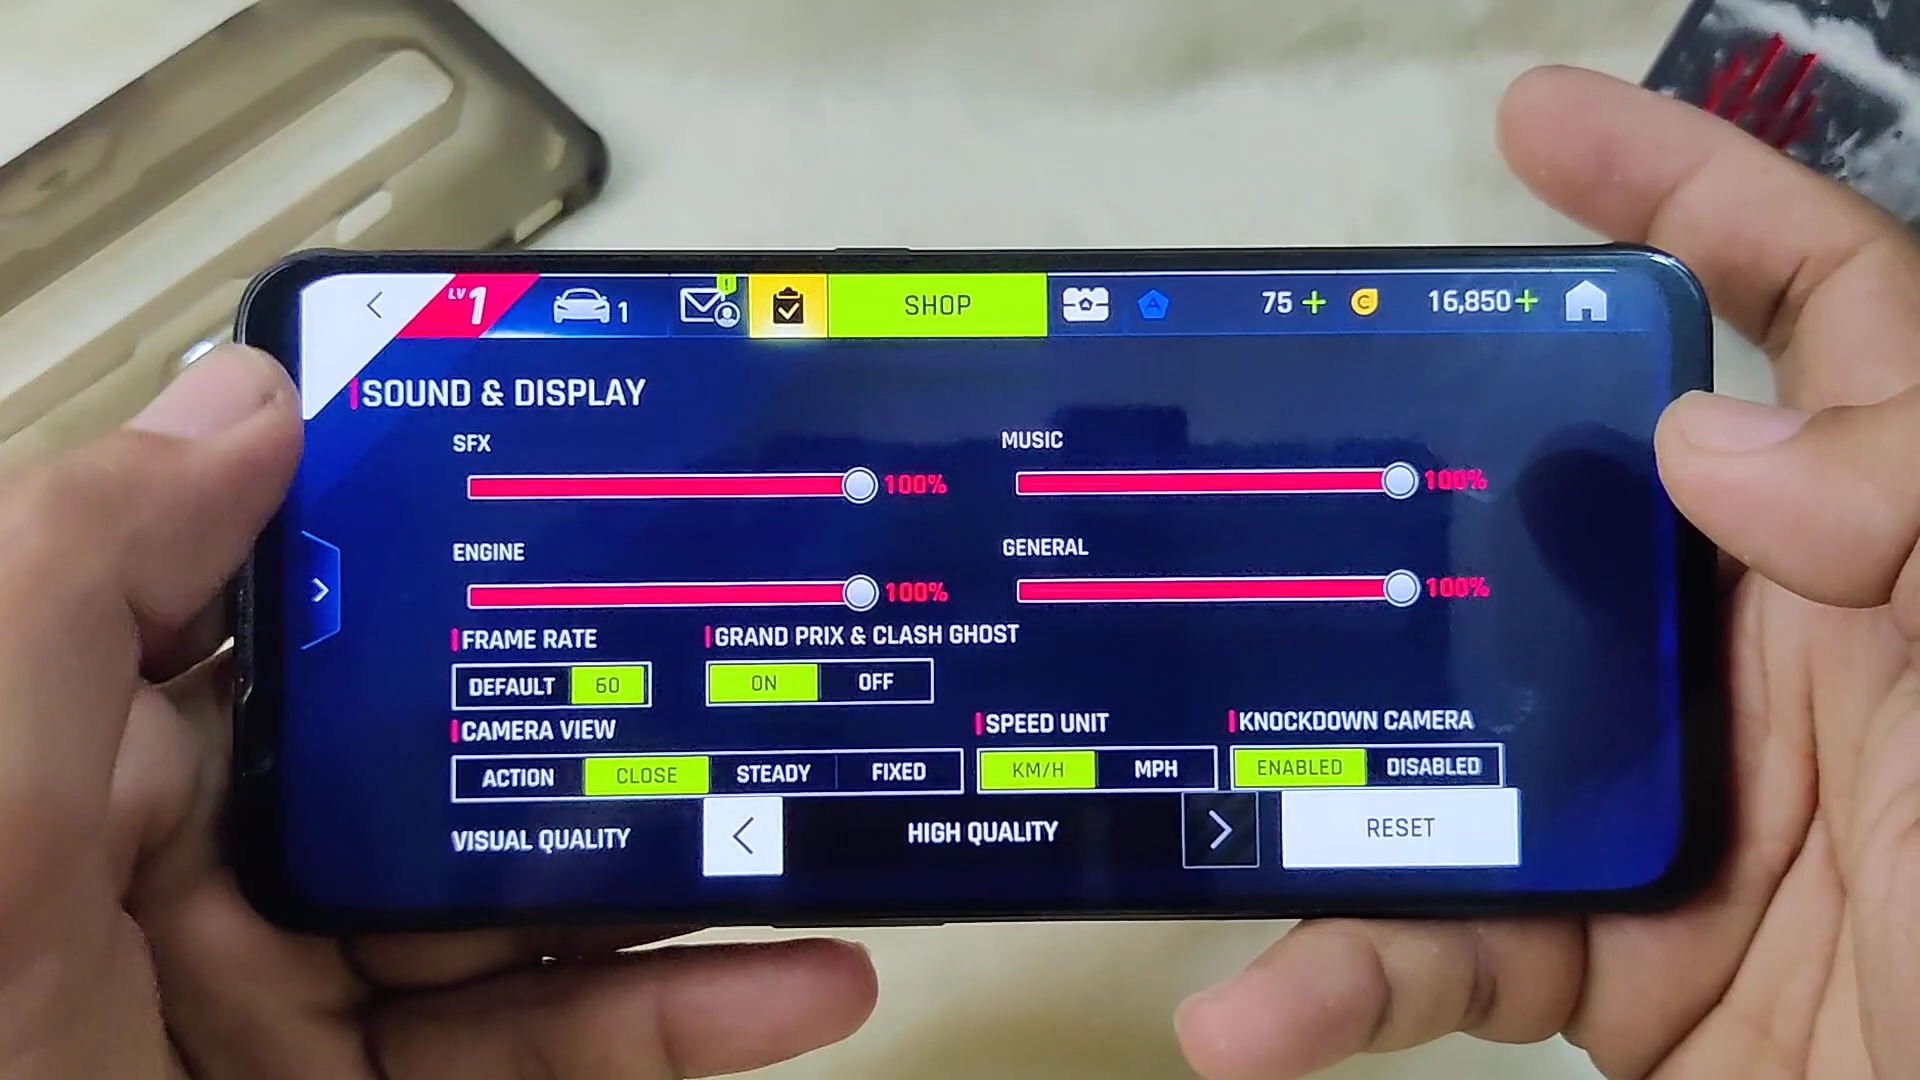 LV 1
1
SHOP
75
16,850
SOUND & DISPLAY
SFX
100%
MUSIC
100%
ENGINE
100%
GENERAL
100%
FRAME RATE
GRAND PRIX & CLASH GHOST
DEFAULT 60
ON OFF
CAMERA VIEW
SPEED UNIT
KNOCKDOWN CAMERA
ACTION CLOSE STEADY FIXED
KM/H MPH
ENABLED DISABLED
VISUAL QUALITY
HIGH QUALITY
RESET